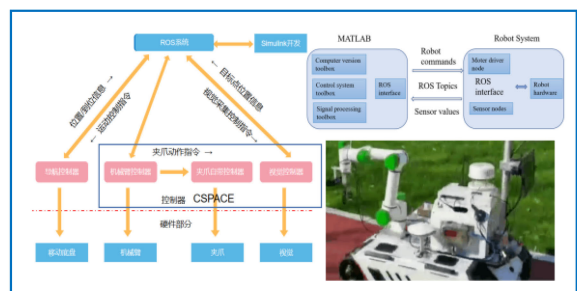 ROS系统
Simulink开发
位置/到位信息 →
← 运动控制指令
← 目标点位置信息
视觉采集控制指令→
夹爪动作指令 →
导航控制器
机械臂控制器
夹爪自带控制器
视觉控制器
控制器 CSPACE
硬件部分
移动底盘
机械臂
夹爪
视觉
MATLAB
Computer version
toolbox
Control system
toolbox
Signal processing
toolbox
ROS
interface
Robot
commands
ROS Topics
Sensor values
Robot System
Motor driver
node
ROS
interface
Robot
hardware
Sensor nodes